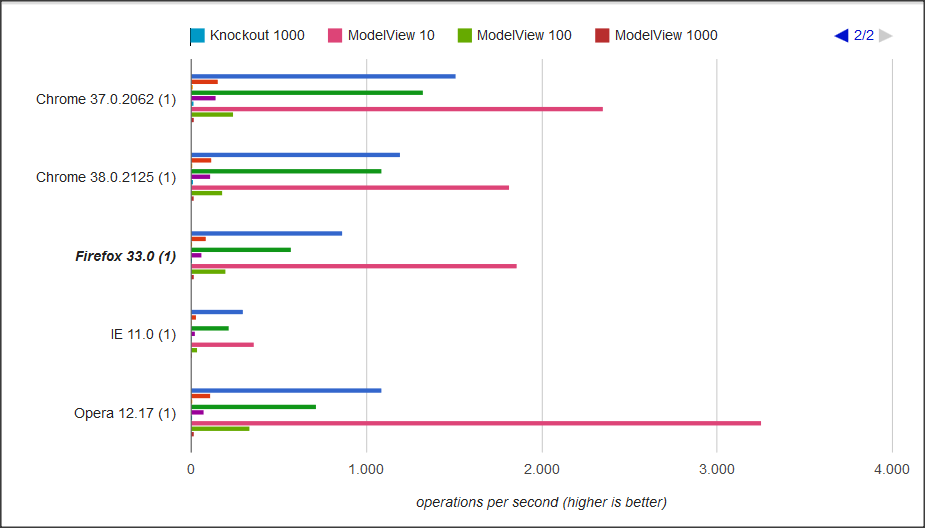 Knockout 1000 ModelView 10 ModelView 100 ModelView 1000 2/2
Chrome 37.0.2062 (1)
Chrome 38.0.2125 (1)
Firefox 33.0 (1)
IE 11.0 (1)
Opera 12.17 (1)
0 1.000 2.000 3.000 4.000
operations per second (higher is better)